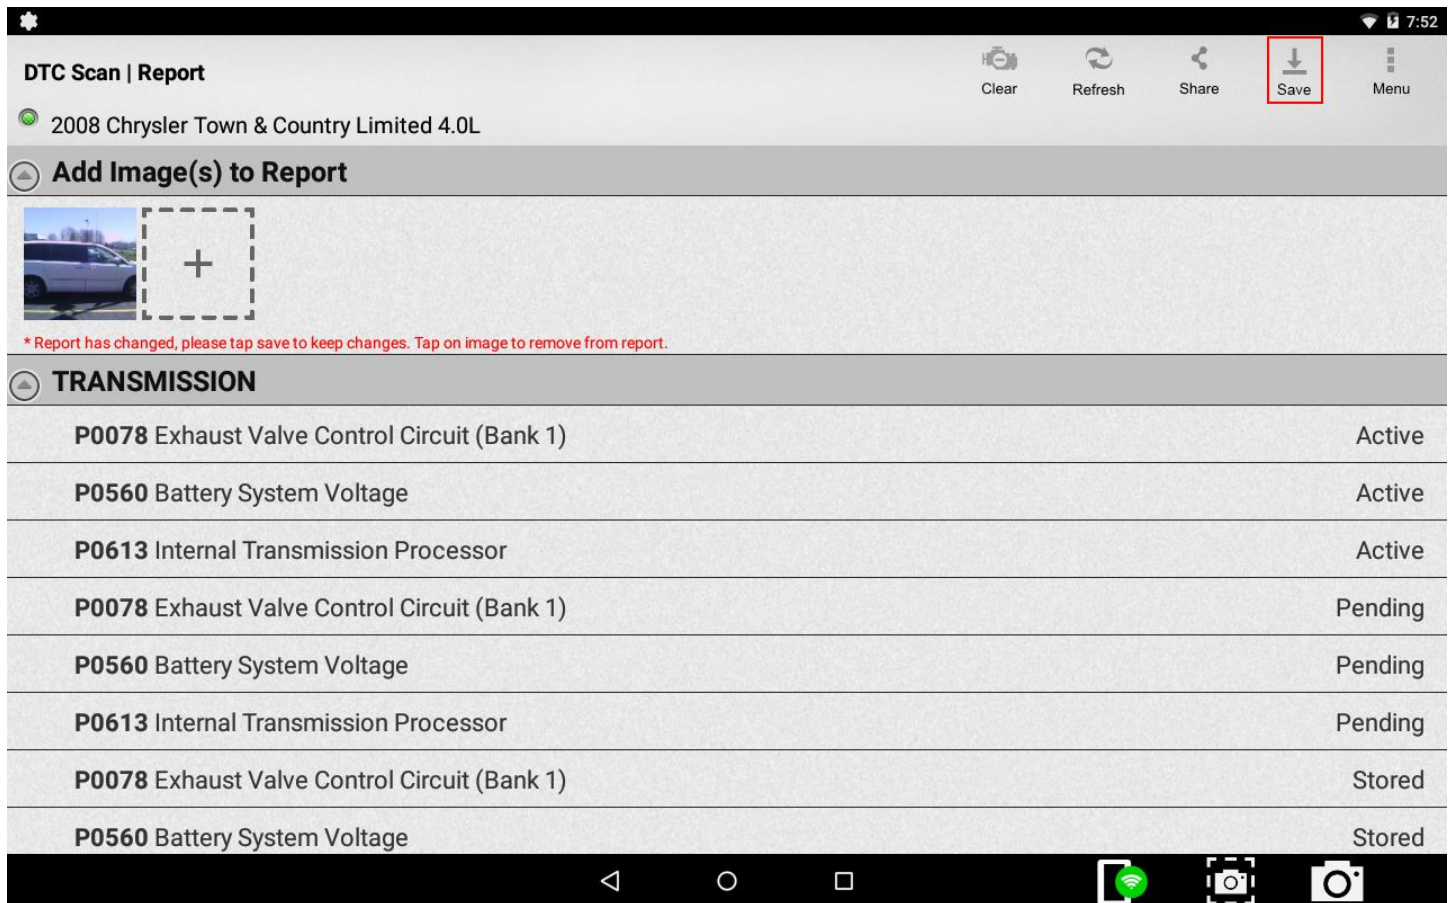 7:52
DTC Scan | Report
Clear Refresh Share Save Menu
2008 Chrysler Town & Country Limited 4.0L
Add Image(s) to Report
+
* Report has changed, please tap save to keep changes. Tap on image to remove from report.
TRANSMISSION
P0078 Exhaust Valve Control Circuit (Bank 1) Active
P0560 Battery System Voltage Active
P0613 Internal Transmission Processor Active
P0078 Exhaust Valve Control Circuit (Bank 1) Pending
P0560 Battery System Voltage Pending
P0613 Internal Transmission Processor Pending
P0078 Exhaust Valve Control Circuit (Bank 1) Stored
P0560 Battery System Voltage Stored